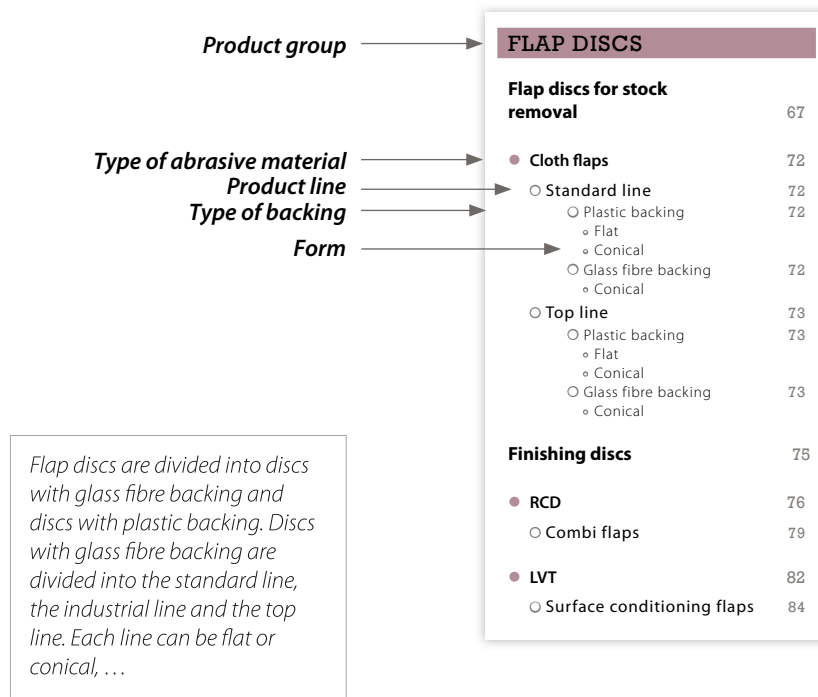 Product group
FLAP DISCS
Flap discs for stock
removal 67
Type of abrasive material
Cloth flaps 72
Product line
Standard line 72
Type of backing
Plastic backing 72
Flat
Form
Conical
Glass fibre backing 72
Conical
Top line 73
Plastic backing 73
Flat
Conical
Glass fibre backing 73
Conical
Finishing discs 75
RCD 76
Combi flaps 79
LVT 82
Surface conditioning flaps 84
Flap discs are divided into discs
with glass fibre backing and
discs with plastic backing. Discs
with glass fibre backing are
divided into the standard line,
the industrial line and the top
line. Each line can be flat or
conical, …